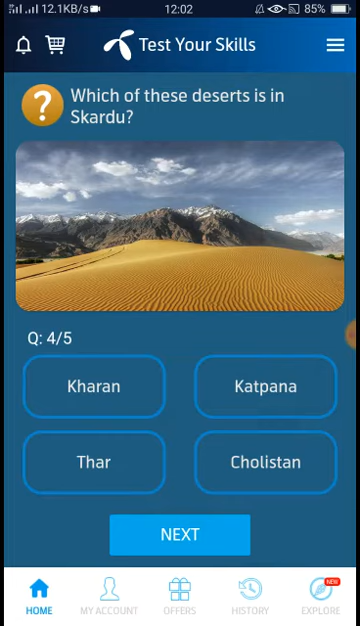 12.1KB/s 12:02 85%
Test Your Skills
? Which of these deserts is in
Skardu?
Q: 4/5
Kharan Katpana
Thar Cholistan
NEXT
NEW
HOME MY ACCOUNT OFFERS HISTORY EXPLORE